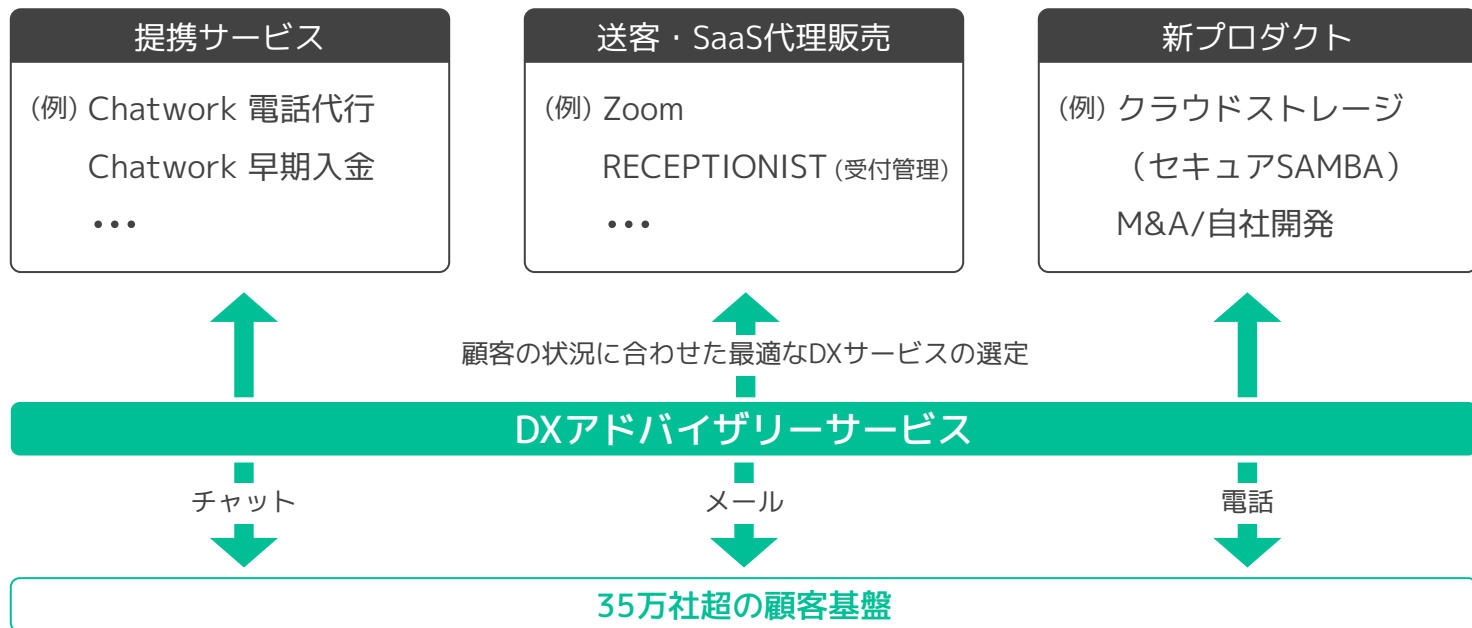 提携サービス
(例) Chatwork 電話代行
Chatwork 早期入金
・・・
送客・SaaS代理販売
(例) Zoom
RECEPTIONIST (受付管理)
・・・
新プロダクト
(例) クラウドストレージ
(セキュアSAMBA)
M&A/自社開発
顧客の状況に合わせた最適なDXサービスの選定
DXアドバイザリーサービス
チャット
メール
電話
35万社超の顧客基盤